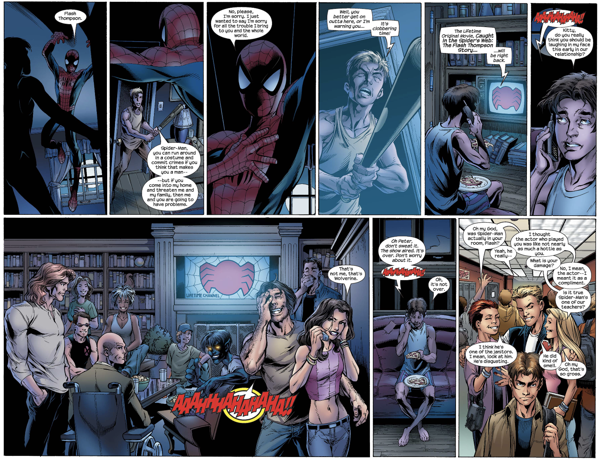 Flash
Thompson.
Spider-Man,
you can run around
in a costume and
commit crimes if you
think that makes
you a man--
--but if you
come into my home
and threaten me and
my family, then me
and you are going to
have problems.
No, please,
I'm sorry. I just
wanted to say I'm sorry
for all the trouble I bring
to you and the whole
world.
Well, you
better get on
outta here, or I'm
warning you...
It's
clobbering
time!
The Lifetime
Original Movie, Caught
in the Spider's Web:
The Flash Thompson
Story...
...will
be right
back.
AAAHHAHAHA!!
Kitty,
do you really
think you should be
laughing in my face
this early in our
relationship?
That's
not me, that's
Wolverine.
AAAHHHAHAHAHA!!
Oh Peter,
don't sweat it.
The show aired. It's
over. Don't worry
about it.
Oh,
it's not
over.
Oh my God,
was Spider-Man
actually in your
room, Flash?
Yeah, he
really--
I thought
the actor who played
you was like not nearly
as much a hottie as
you.
What is your
damage?
No, I mean,
the actor--I
meant it as a
compliment.
Is it true
Spider-Man's
one of our
teachers?
I think he's
one of the janitors.
I mean, look at him.
He's disgusting.
He did
kind of
smell.
Oh
my God,
that's
so gross.